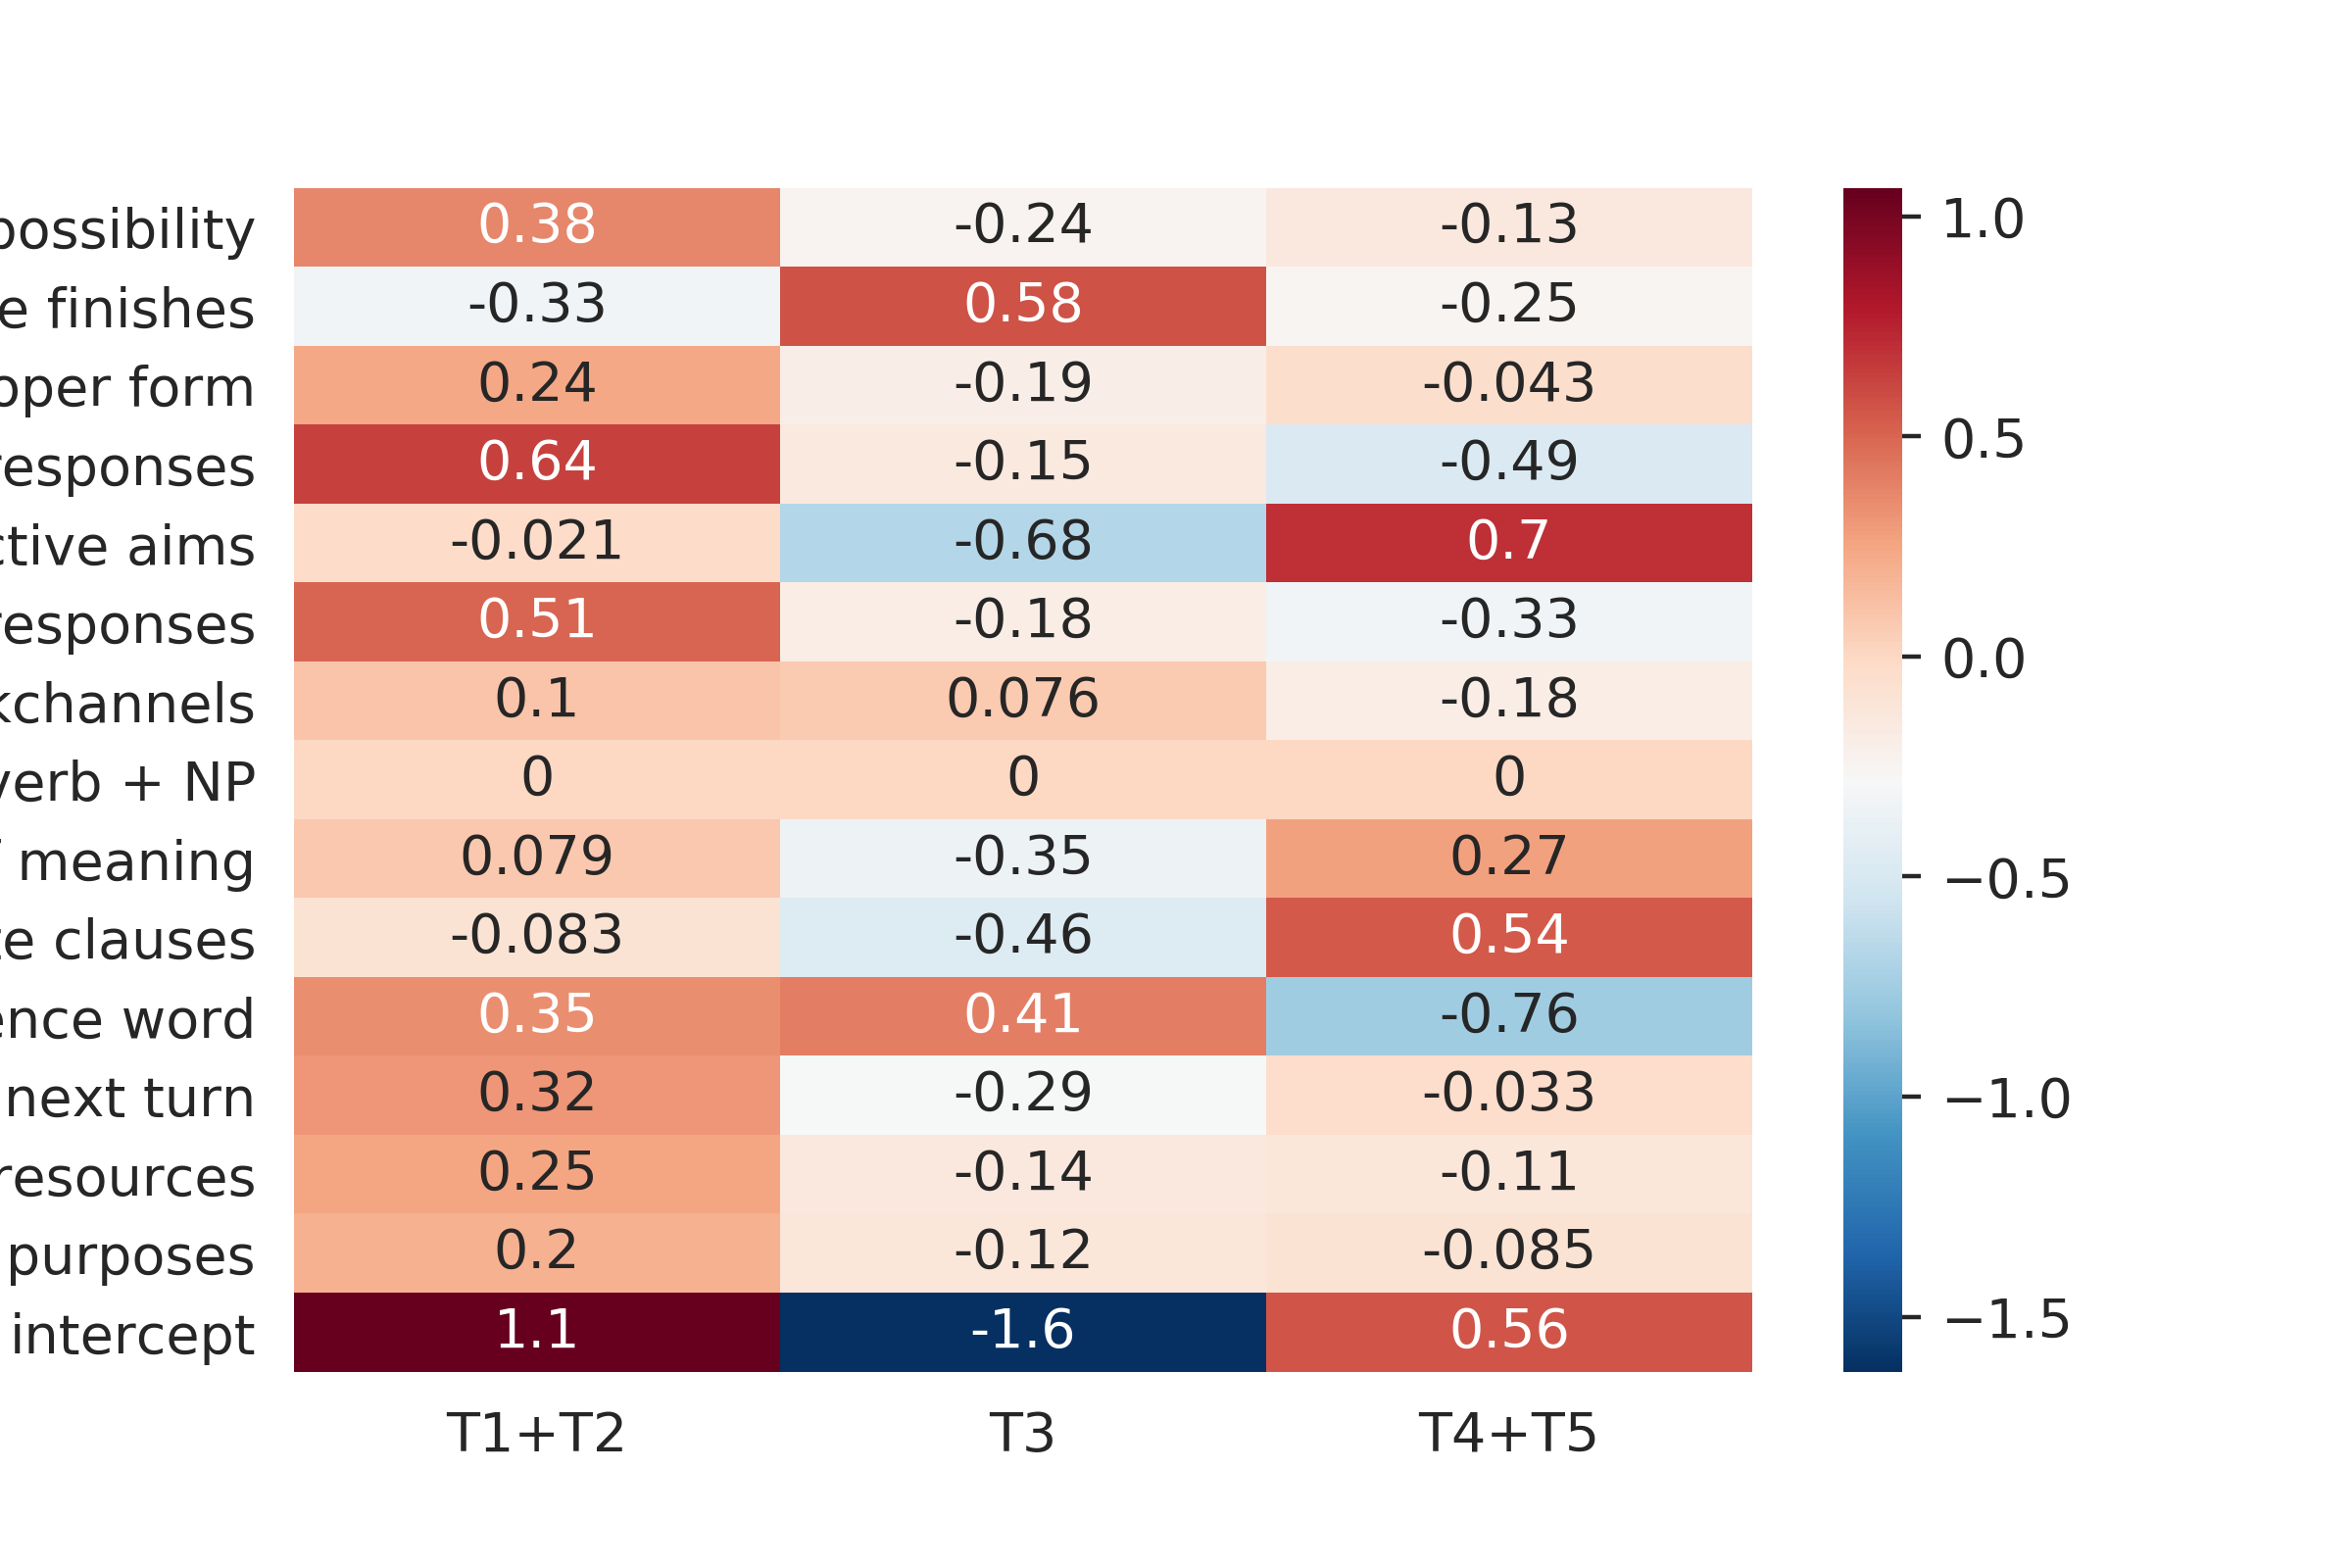 possibility 0.38 -0.24 -0.13 1.0
e finishes -0.33 0.58 -0.25
oper form 0.24 -0.19 -0.043 0.5
responses 0.64 -0.15 -0.49
ctive aims -0.021 -0.68 0.7
responses 0.51 -0.18 -0.33 0.0
kchannels 0.1 0.076 -0.18
verb + NP 0 0 0
meaning 0.079 -0.35 0.27 −0.5
te clauses -0.083 -0.46 0.54
ence word 0.35 0.41 -0.76
next turn 0.32 -0.29 -0.033 −1.0
resources 0.25 -0.14 -0.11
purposes 0.2 -0.12 -0.085
intercept 1.1 -1.6 0.56 −1.5
T1+T2 T3 T4+T5